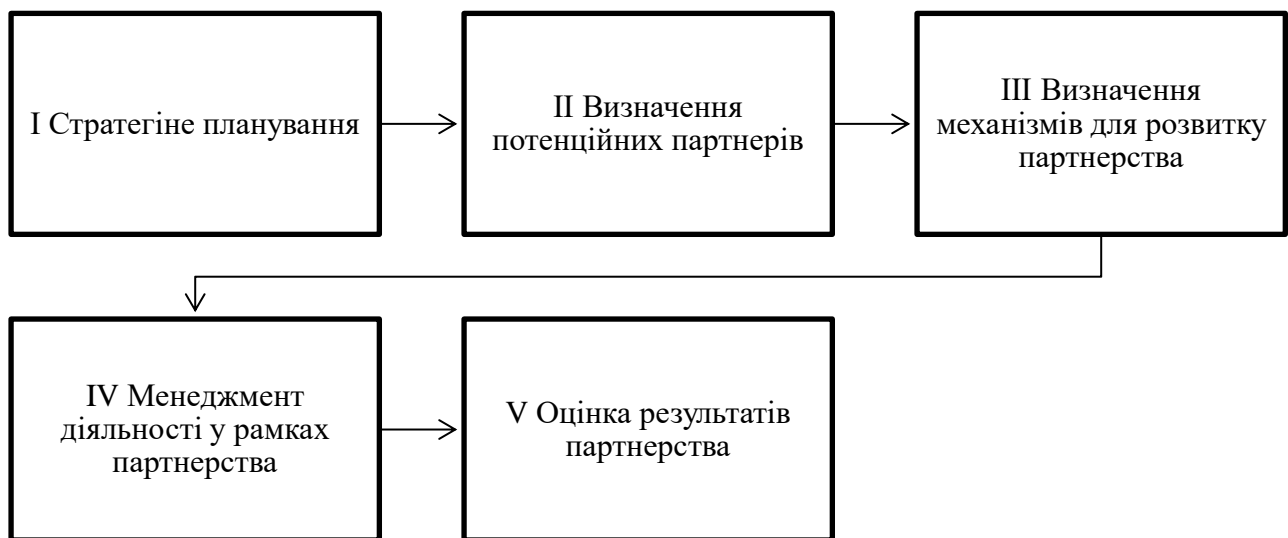 I Стратегіне планування
II Визначення
потенційних партнерів
III Визначення
механізмів для розвитку
партнерства
IV Менеджмент
діяльності у рамках
партнерства
V Оцінка результатів
партнерства